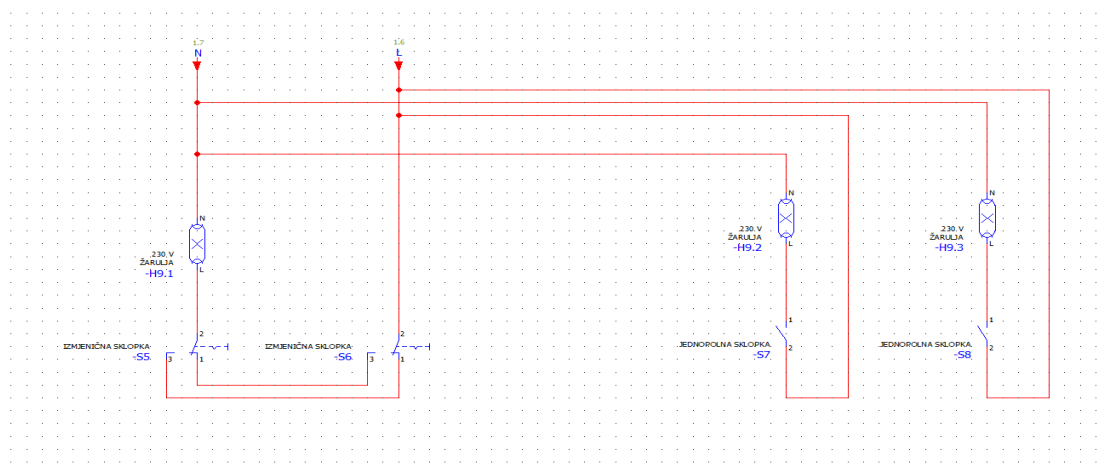 1.7
N
1.6
L
N
.230. V
ŽARULJA
-H9.1
L
N
.230. V
ŽARULJA
-H9.2
L
N
.230. V
ŽARULJA
-H9.3
L
2
IZMJENIČNA SKLOPKA
-S5
3
1
2
IZMJENIČNA SKLOPKA
-S6
3
1
1
JEDNOPOLNA SKLOPKA
-S7
2
1
JEDNOPOLNA SKLOPKA
-S8
2